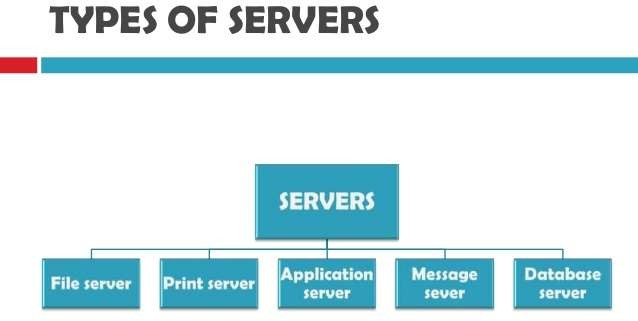 TYPES OF SERVERS
SERVERS
File server
Print server
Application
server
Message
sever
Database
server